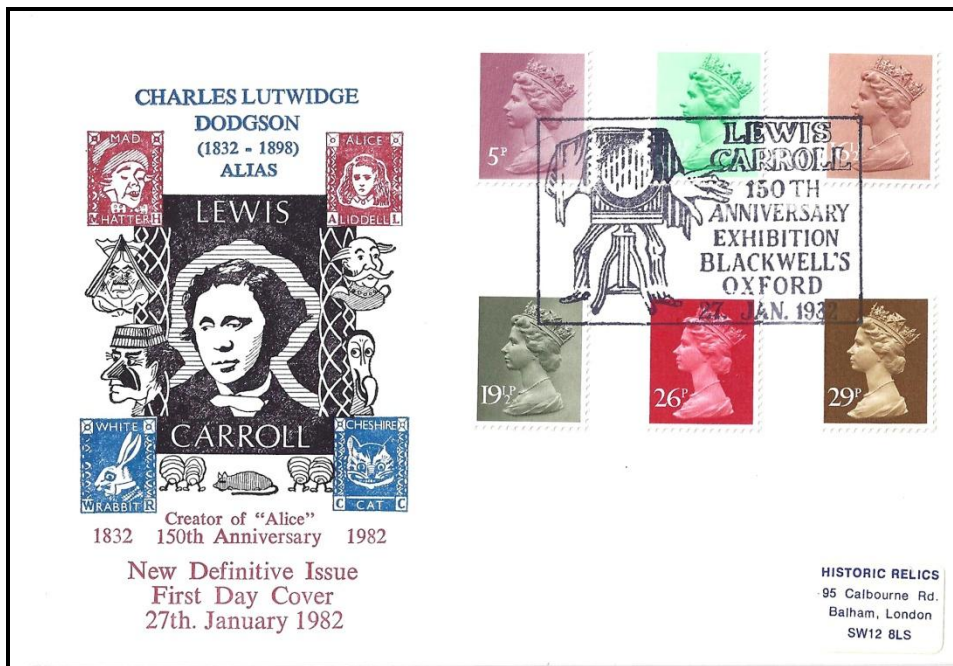 CHARLES LUTWIDGE
DODGSON
(1832 - 1898)
ALIAS
MAD
M HATTER H
ALICE
A LIDDELL L
LEWIS
CARROLL
WHITE
W RABBIT R
CHESHIRE
C CAT C
Creator of "Alice"
1832 150th Anniversary 1982
New Definitive Issue
First Day Cover
27th. January 1982
5P
LEWIS
CARROLL
150TH
ANNIVERSARY
EXHIBITION
BLACKWELL'S
OXFORD
27. JAN. 1932
19½P
26P
29P
HISTORIC RELICS
95 Calbourne Rd.
Balham, London
SW12 8LS